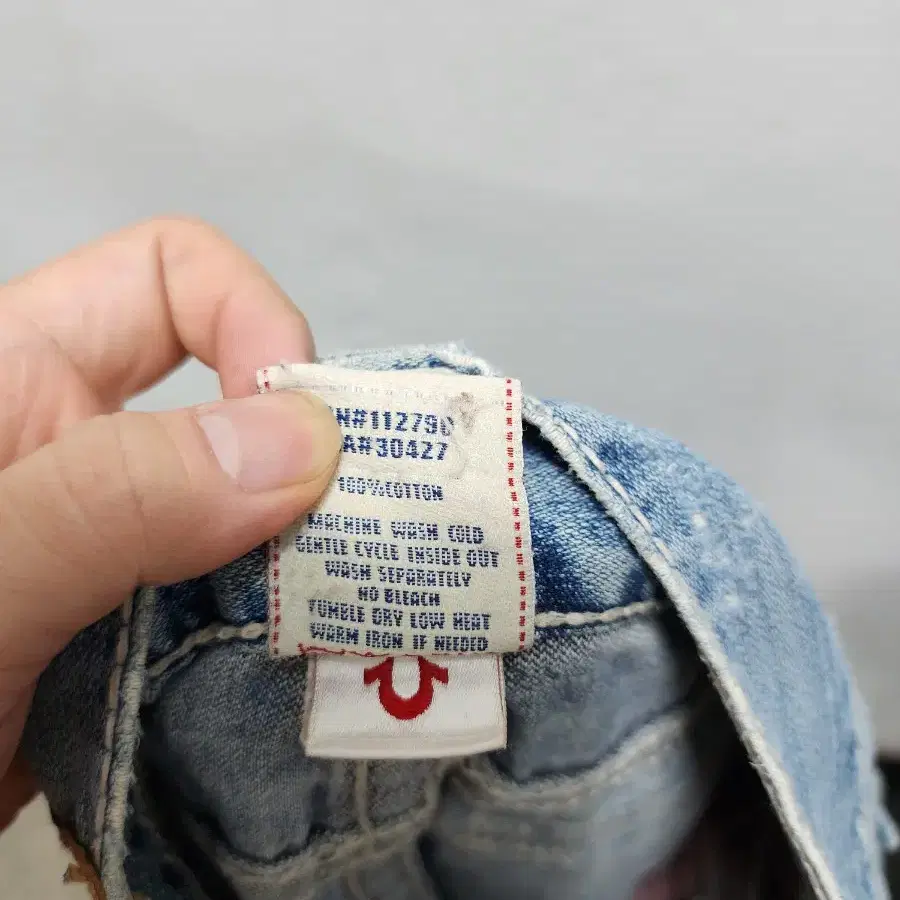 N#112790
A#30427
100%COTTON
MACHINE WASH COLD
GENTLE CYCLE INSIDE OUT
WASH SEPARATELY
NO BLEACH
TUMBLE DRY LOW HEAT
WARM IRON IF NEEDED